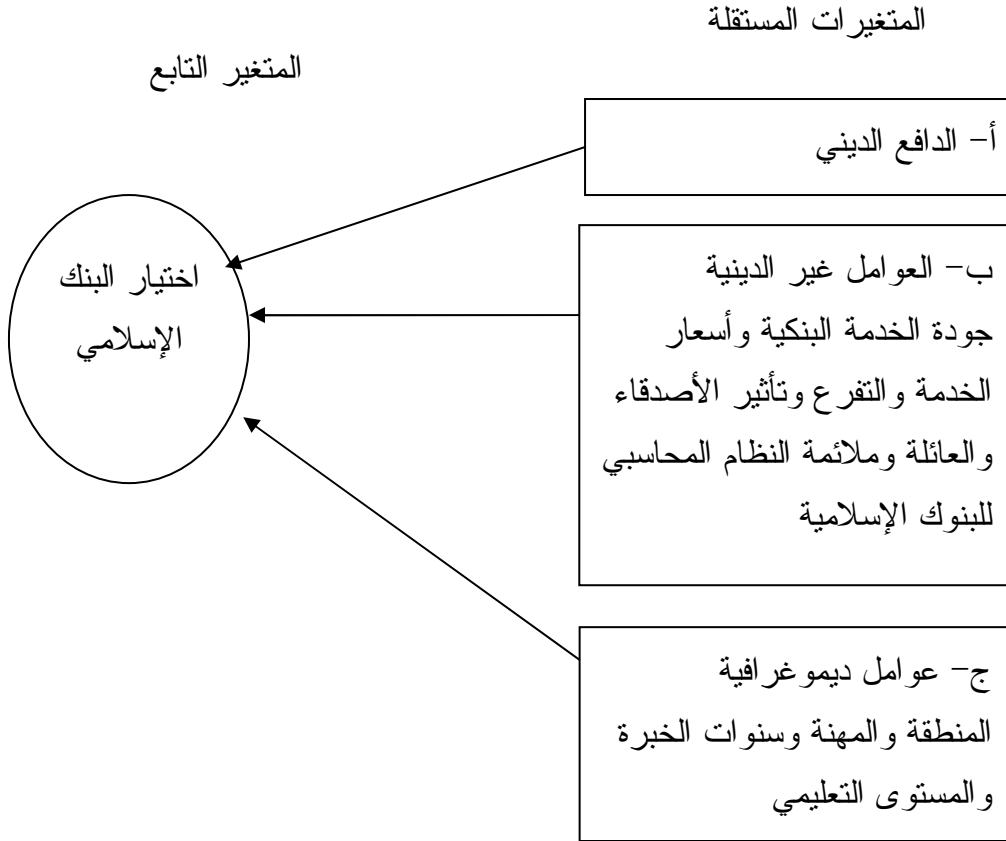 المتغيرات المستقلة
المتغير التابع
أ- الدافع الديني
ب- العوامل غير الدينية
جودة الخدمة البنكية وأسعار
الخدمة والتفرع وتأثير الأصدقاء
والعائلة وملائمة النظام المحاسبي
للبنوك الإسلامية
ج- عوامل ديموغرافية
المنطقة والمهنة وسنوات الخبرة
والمستوى التعليمي
اختيار البنك
الإسلامي